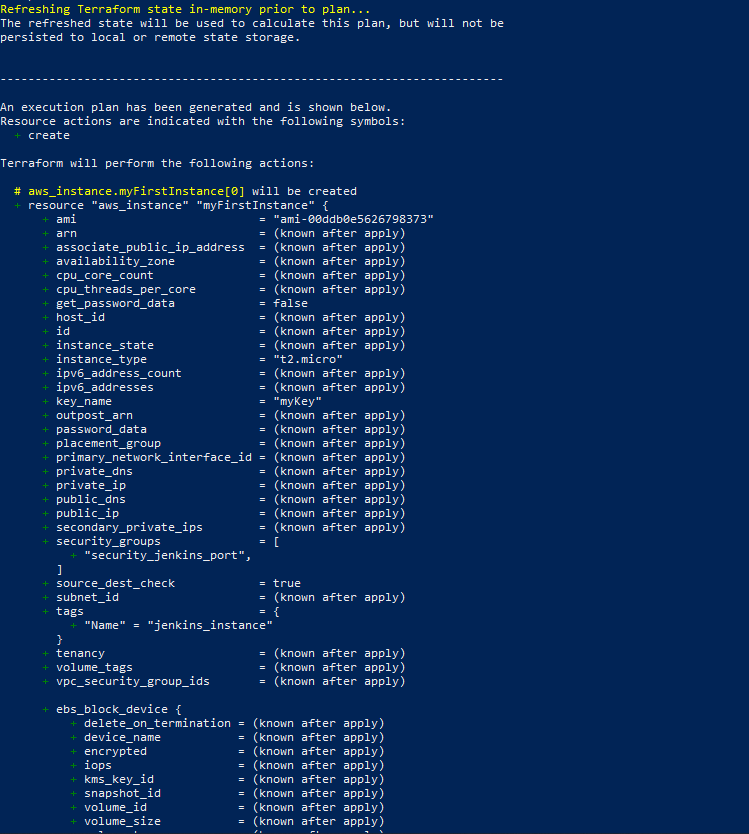 Refreshing Terraform state in-memory prior to plan...
The refreshed state will be used to calculate this plan, but will not be
persisted to local or remote state storage.
------------------------------------------------------------------------
An execution plan has been generated and is shown below.
Resource actions are indicated with the following symbols:
  + create
Terraform will perform the following actions:
  # aws_instance.myFirstInstance[0] will be created
  + resource "aws_instance" "myFirstInstance" {
      + ami                          = "ami-00ddb0e5626798373"
      + arn                          = (known after apply)
      + associate_public_ip_address  = (known after apply)
      + availability_zone            = (known after apply)
      + cpu_core_count               = (known after apply)
      + cpu_threads_per_core         = (known after apply)
      + get_password_data            = false
      + host_id                      = (known after apply)
      + id                           = (known after apply)
      + instance_state               = (known after apply)
      + instance_type                = "t2.micro"
      + ipv6_address_count           = (known after apply)
      + ipv6_addresses               = (known after apply)
      + key_name                     = "myKey"
      + outpost_arn                  = (known after apply)
      + password_data                = (known after apply)
      + placement_group              = (known after apply)
      + primary_network_interface_id = (known after apply)
      + private_dns                  = (known after apply)
      + private_ip                   = (known after apply)
      + public_dns                   = (known after apply)
      + public_ip                    = (known after apply)
      + secondary_private_ips        = (known after apply)
      + security_groups              = [
          + "security_jenkins_port",
        ]
      + source_dest_check            = true
      + subnet_id                    = (known after apply)
      + tags                         = {
          + "Name" = "jenkins_instance"
        }
      + tenancy                      = (known after apply)
      + volume_tags                  = (known after apply)
      + vpc_security_group_ids       = (known after apply)
      + ebs_block_device {
          + delete_on_termination = (known after apply)
          + device_name           = (known after apply)
          + encrypted             = (known after apply)
          + iops                  = (known after apply)
          + kms_key_id            = (known after apply)
          + snapshot_id           = (known after apply)
          + volume_id             = (known after apply)
          + volume_size           = (known after apply)